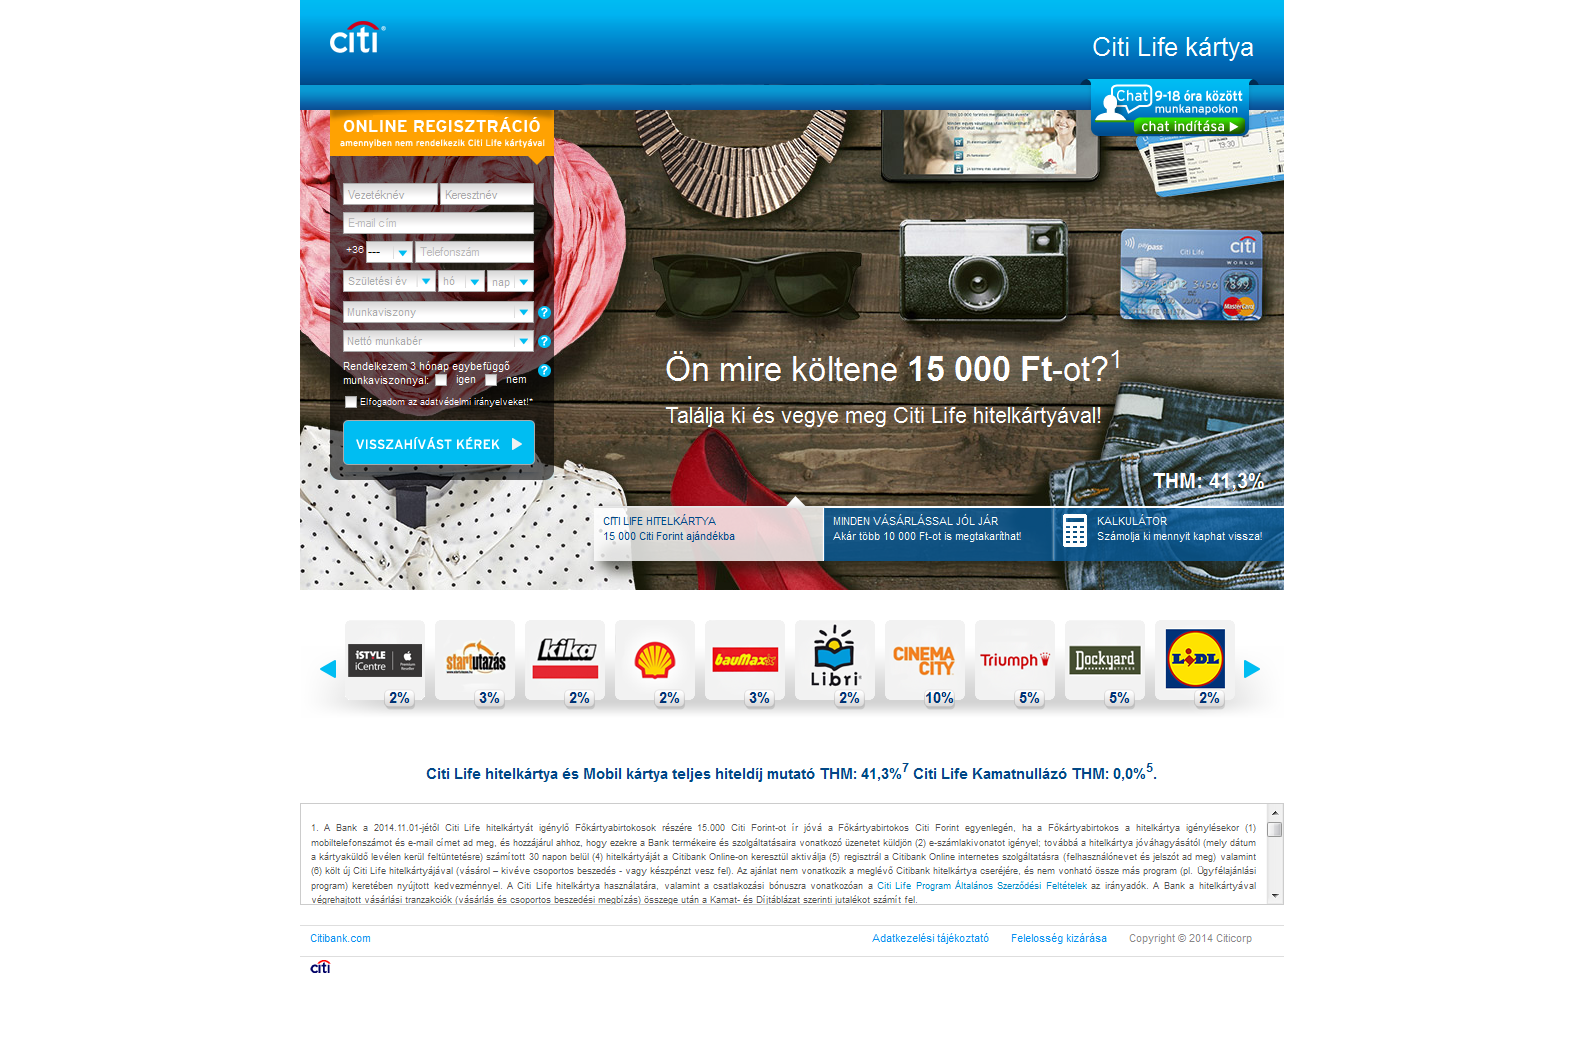 citi
Citi Life kártya
Chat 9-18 óra között
munkanapokon
chat indítása
ONLINE REGISZTRÁCIÓ
amennyiben nem rendelkezik Citi Life kártyával
Vezetéknév Keresztnév
E-mail cím
+36 --- Telefonszám
Születési év hó nap
Munkaviszony ?
Nettó munkabér ?
Rendelkezem 3 hónap egybefüggő ?
munkaviszonnyal: igen nem
Elfogadom az adatvédelmi irányelveket!*
VISSZAHÍVÁST KÉREK
Citi Life
citi
WORLD
MasterCard
Ön mire költene 15 000 Ft-ot?1
Találja ki és vegye meg Citi Life hitelkártyával!
THM: 41,3%
CITI LIFE HITELKÁRTYA
15 000 Citi Forint ajándékba
MINDEN VÁSÁRLÁSSAL JÓL JÁR
Akár több 10 000 Ft-ot is megtakaríthat!
KALKULÁTOR
Számolja ki mennyit kaphat vissza!
iSTYLE iCentre Premium Reseller startutazás kika bauMax Libri CINEMA CITY Triumph Dockyard STORES LiDL
2% 3% 2% 2% 3% 2% 10% 5% 5% 2%
Citi Life hitelkártya és Mobil kártya teljes hiteldíj mutató THM: 41,3%7 Citi Life Kamatnullázó THM: 0,0%5.
1. A Bank a 2014.11.01-jétől Citi Life hitelkártyát igénylő Főkártyabirtokosok részére 15.000 Citi Forint-ot ír jóvá a Főkártyabirtokos Citi Forint egyenlegén, ha a Főkártyabirtokos a hitelkártya igénylésekor (1)
mobiltelefonszámot és e-mail címet ad meg, és hozzájárul ahhoz, hogy ezekre a Bank termékeire és szolgáltatásaira vonatkozó üzenetet küldjön (2) e-számlakivonatot igényel; továbbá a hitelkártya jóváhagyásától (mely dátum
a kártyaküldő levélen kerül feltüntetésre) számított 30 napon belül (4) hitelkártyáját a Citibank Online-on keresztül aktiválja (5) regisztrál a Citibank Online internetes szolgáltatásra (felhasználónevet és jelszót ad meg) valamint
(6) költ új Citi Life hitelkártyájával (vásárol – kivéve csoportos beszedés - vagy készpénzt vesz fel). Az ajánlat nem vonatkozik a meglévő Citibank hitelkártya cseréjére, és nem vonható össze más program (pl. Ügyfélajánlási
program) keretében nyújtott kedvezménnyel. A Citi Life hitelkártya használatára, valamint a csatlakozási bónuszra vonatkozóan a Citi Life Program Általános Szerződési Feltételek az irányadók. A Bank a hitelkártyával
végrehajtott vásárlási tranzakciók (vásárlás és csoportos beszedési megbízás) összege után a Kamat- és Díjtáblázat szerinti jutalékot számít fel.
Citibank.com Adatkezelési tájékoztató Felelosség kizárása Copyright © 2014 Citicorp
citi